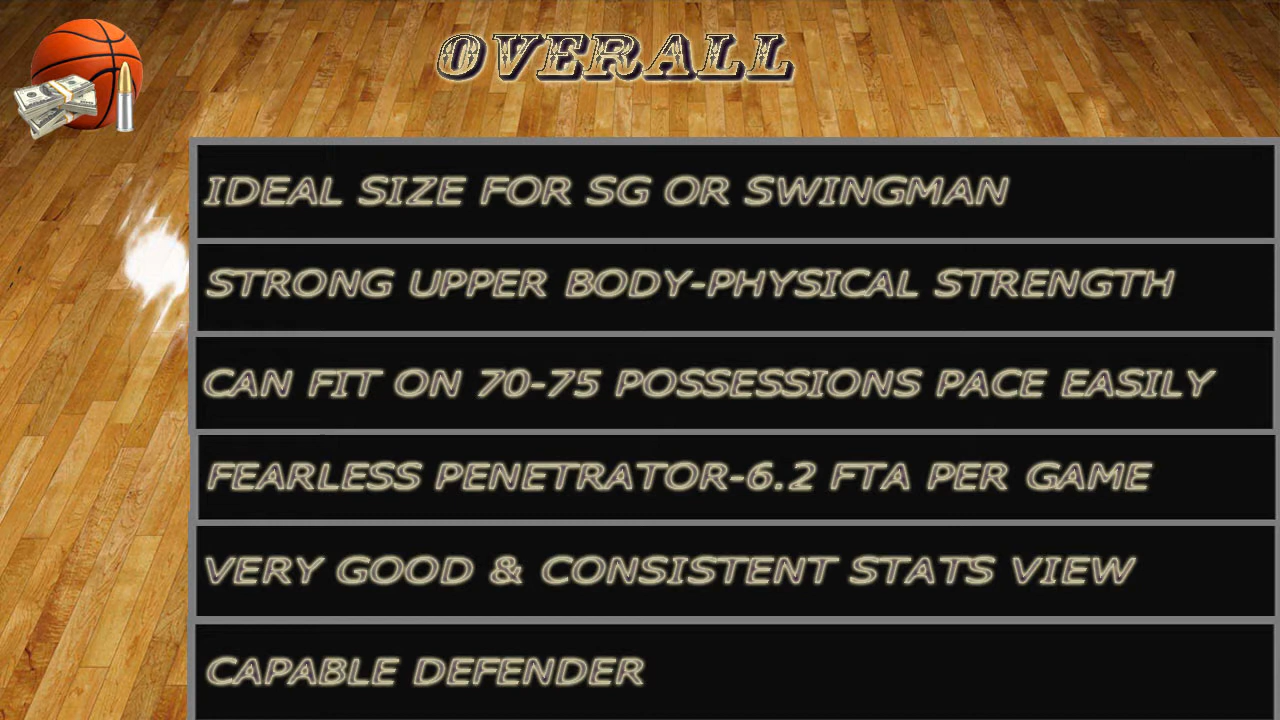 OVERALL
IDEAL SIZE FOR SG OR SWINGMAN
STRONG UPPER BODY-PHYSICAL STRENGTH
CAN FIT ON 70-75 POSSESSIONS PACE EASILY
FEARLESS PENETRATOR-6.2 FTA PER GAME
VERY GOOD & CONSISTENT STATS VIEW
CAPABLE DEFENDER